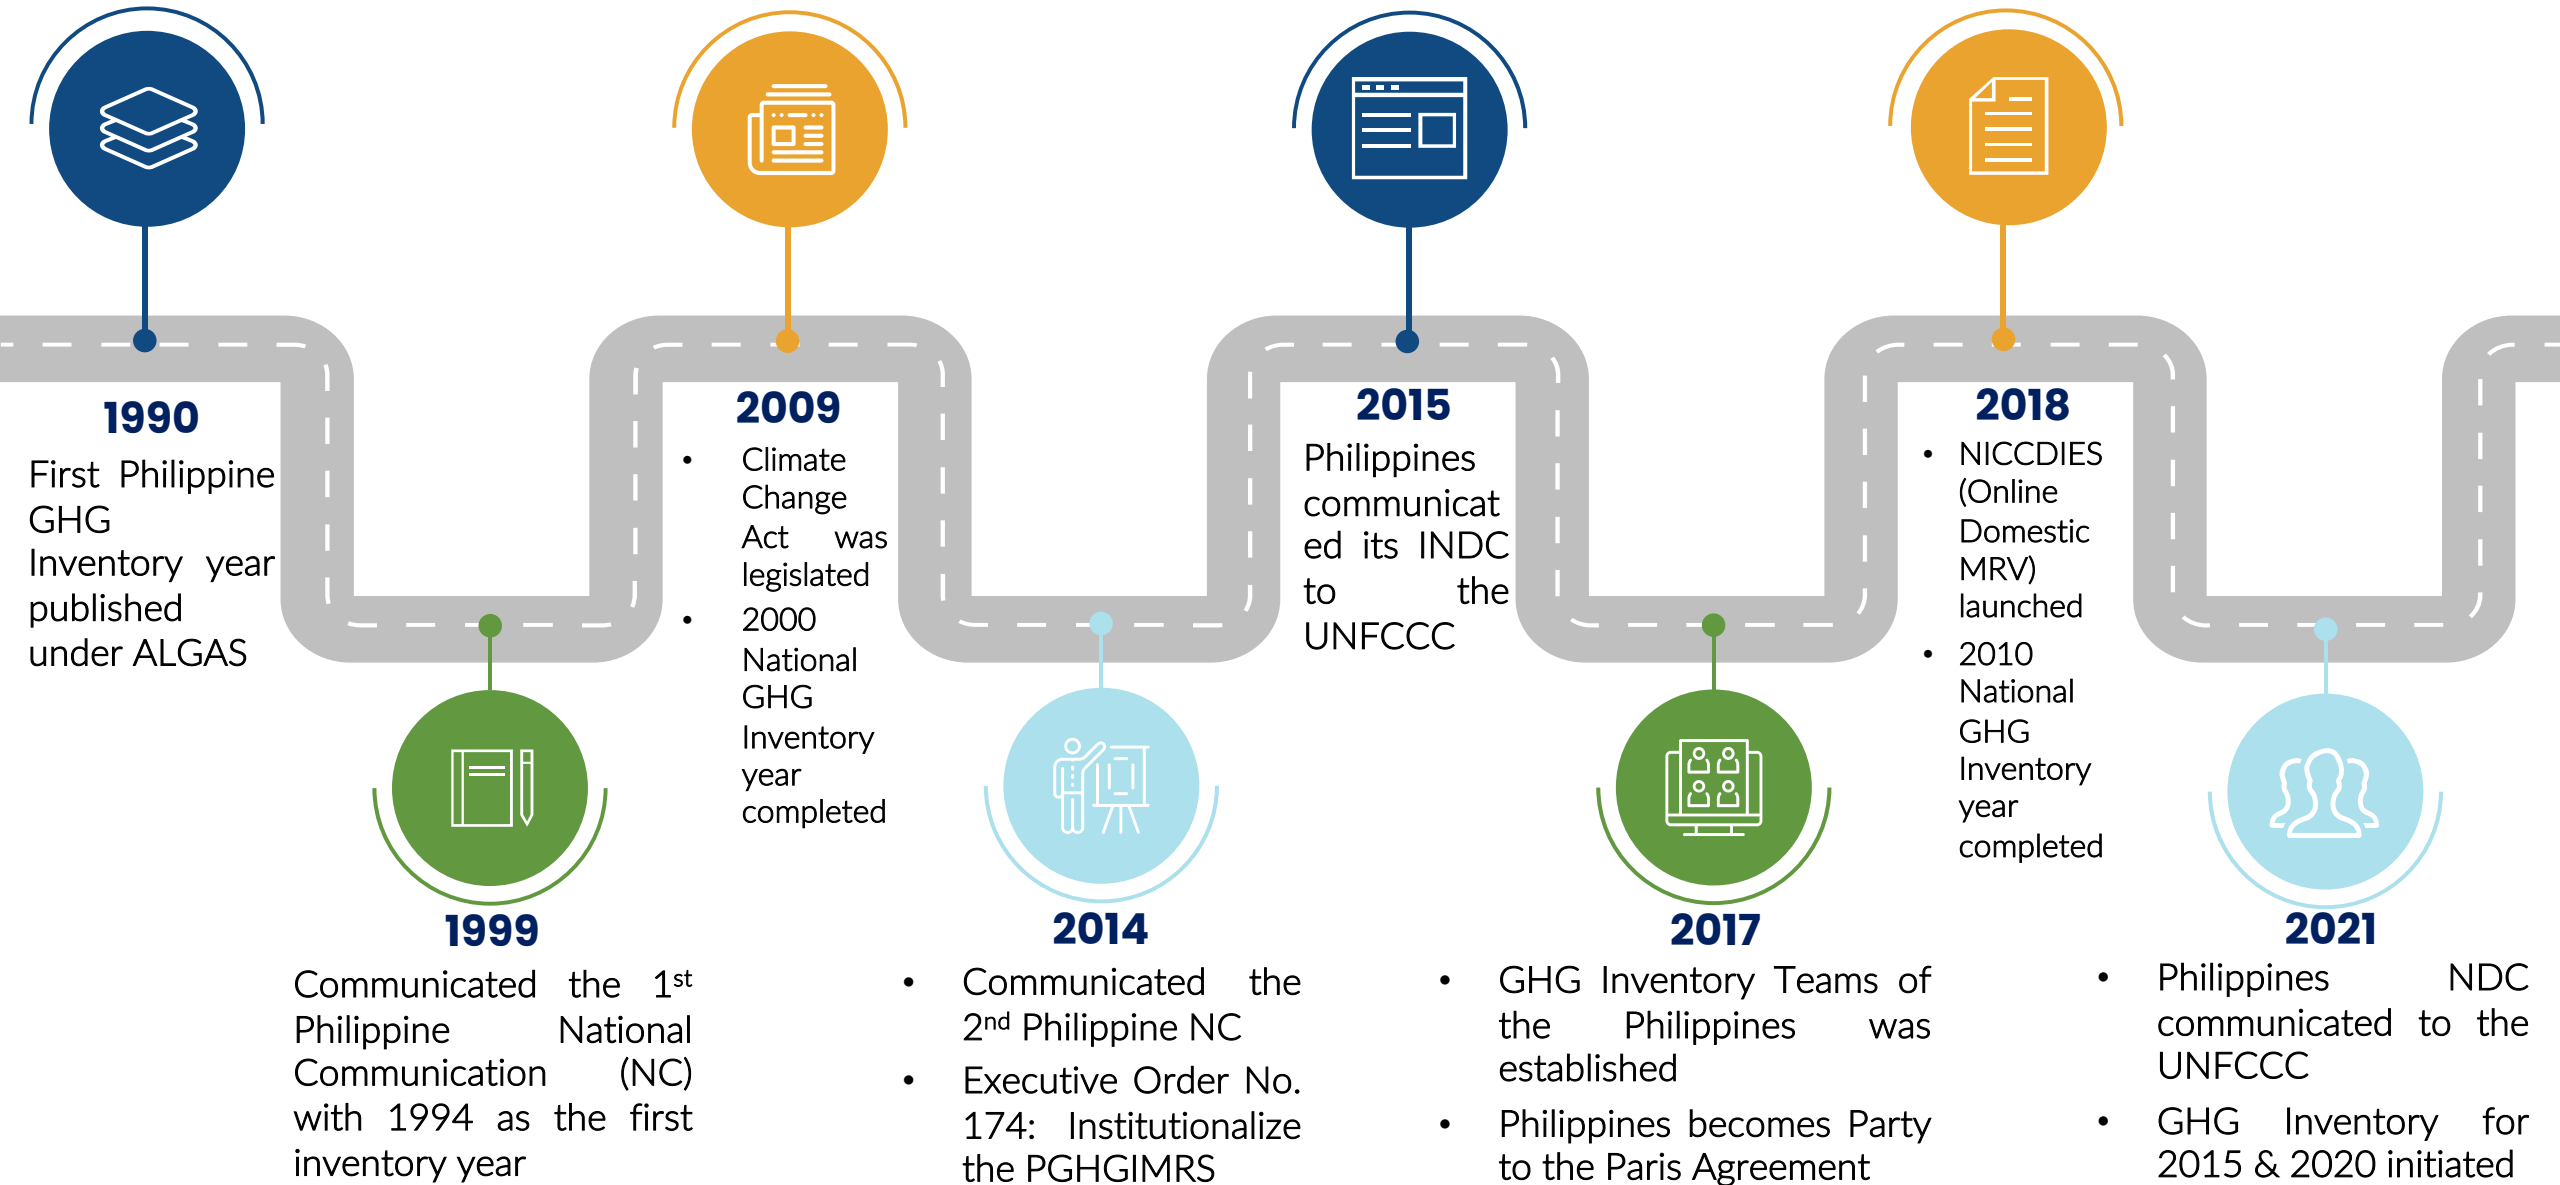 1990
First Philippine
GHG
Inventory year
published
under ALGAS
1999
Communicated the 1st
Philippine National
Communication (NC)
with 1994 as the first
inventory year
2009
• Climate
Change
Act was
legislated
• 2000
National
GHG
Inventory
year
completed
2014
• Communicated the
2nd Philippine NC
• Executive Order No.
174: Institutionalize
the PGHGIMRS
2015
Philippines
communicat
ed its INDC
to the
UNFCCC
2017
• GHG Inventory Teams of
the Philippines was
established
• Philippines becomes Party
to the Paris Agreement
2018
• NICCDIES
(Online
Domestic
MRV)
launched
• 2010
National
GHG
Inventory
year
completed
2021
• Philippines NDC
communicated to the
UNFCCC
• GHG Inventory for
2015 & 2020 initiated